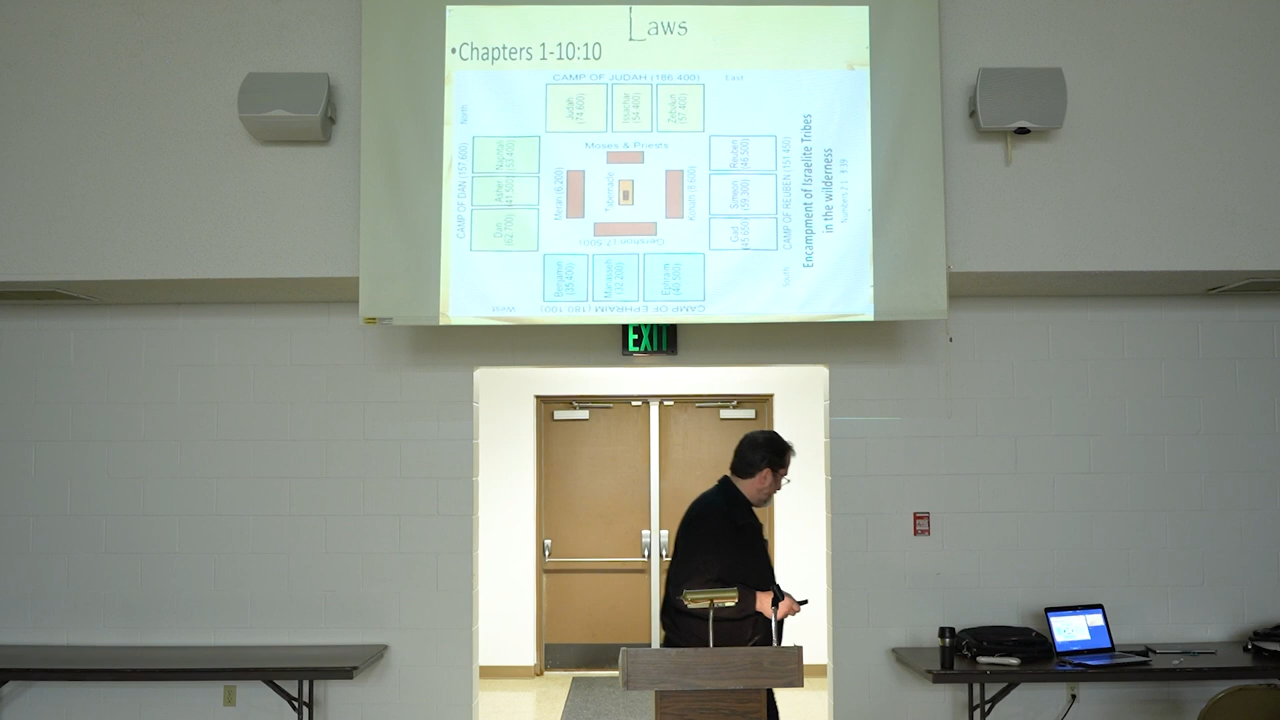 Laws
•Chapters 1-10:10
CAMP OF JUDAH (186.400)
East
North
Judah
(74.600)
Issachar
(54.400)
Zebulun
(57.400)
CAMP OF DAN (157.600)
Naphtali
(53.400)
Asher
(41.500)
Dan
(62.700)
Moses & Priests
Merari (6.200)
Tabernacle
Kohath (8.600)
Gershon (7.500)
Reuben
(46.500)
Simeon
(59.300)
Gad
(45.650)
CAMP OF REUBEN (151.450)
Encampment of Israelite Tribes
in the wilderness
Benjamin
(35.400)
Manasseh
(32.200)
Ephraim
(40.500)
South
West
CAMP OF EPHRAIM (180.100)
EXIT